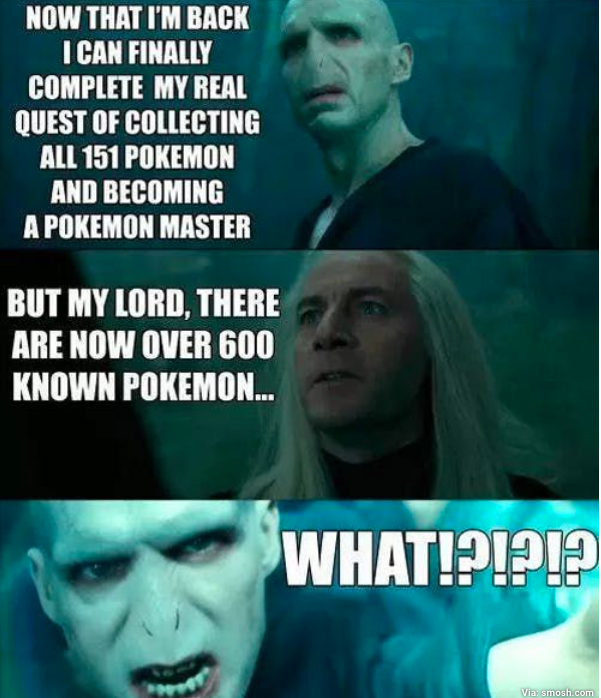 NOW THAT I'M BACK
I CAN FINALLY
COMPLETE MY REAL
QUEST OF COLLECTING
ALL 151 POKEMON
AND BECOMING
A POKEMON MASTER
BUT MY LORD, THERE
ARE NOW OVER 600
KNOWN POKEMON...
WHAT!?!?!?
Via: smosh.com